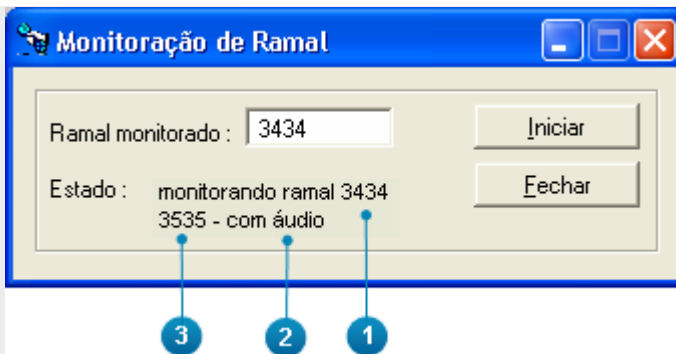 Monitoração de Ramal
Ramal monitorado : 3434
Iniciar
Estado : monitorando ramal 3434
3535 - com áudio
Fechar
3 2 1